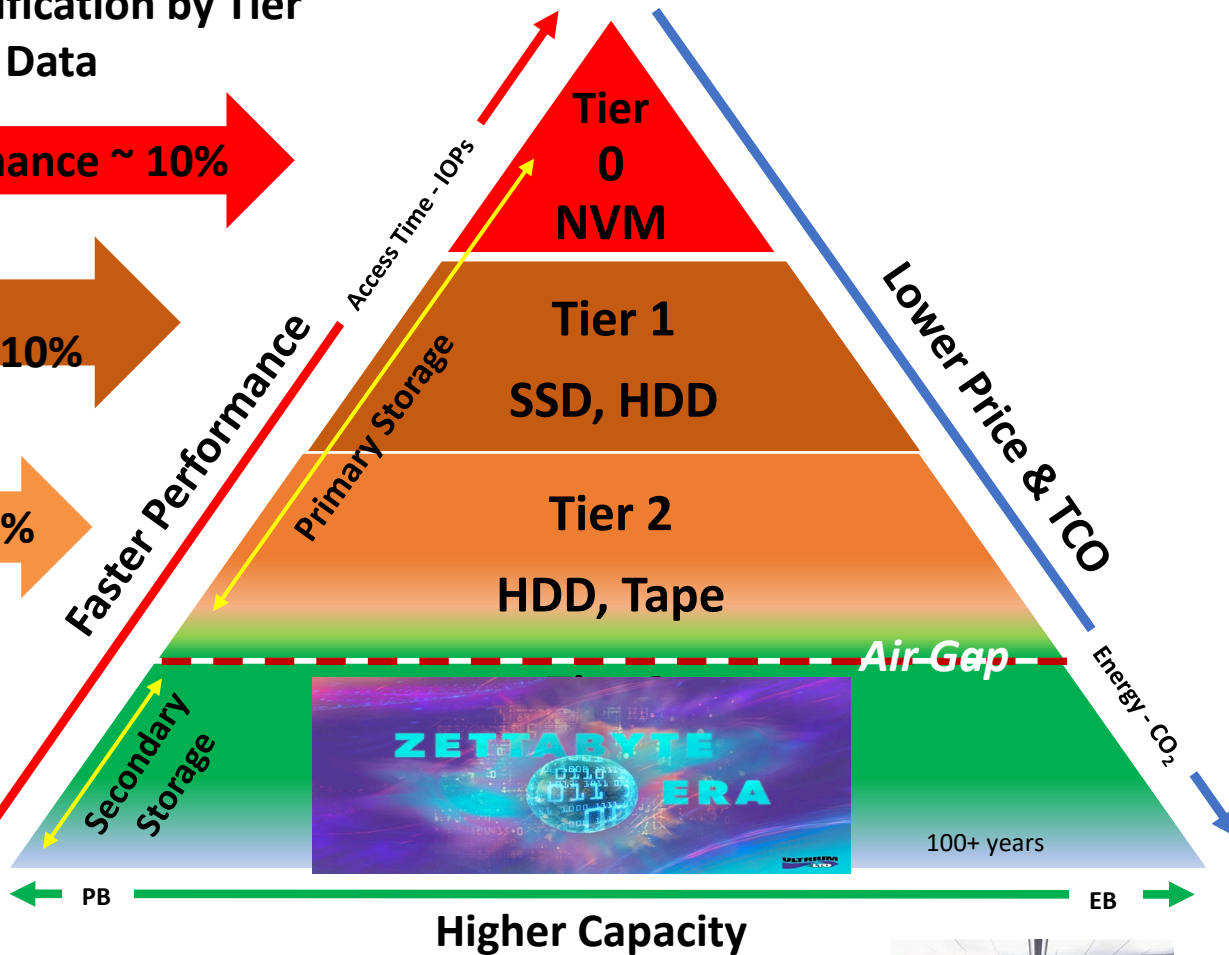 ification by Tier
Data
nance ~ 10%
10%
%
Tier
0
NVM
Tier 1
SSD, HDD
Tier 2
HDD, Tape
Access Time - IOPs
Faster Performance
Primary Storage
Lower Price & TCO
Air Gap
Energy - CO₂
Secondary
Storage
ZETTABYTE
ERA
ULTRIUM
LTO
100+ years
PB
EB
Higher Capacity